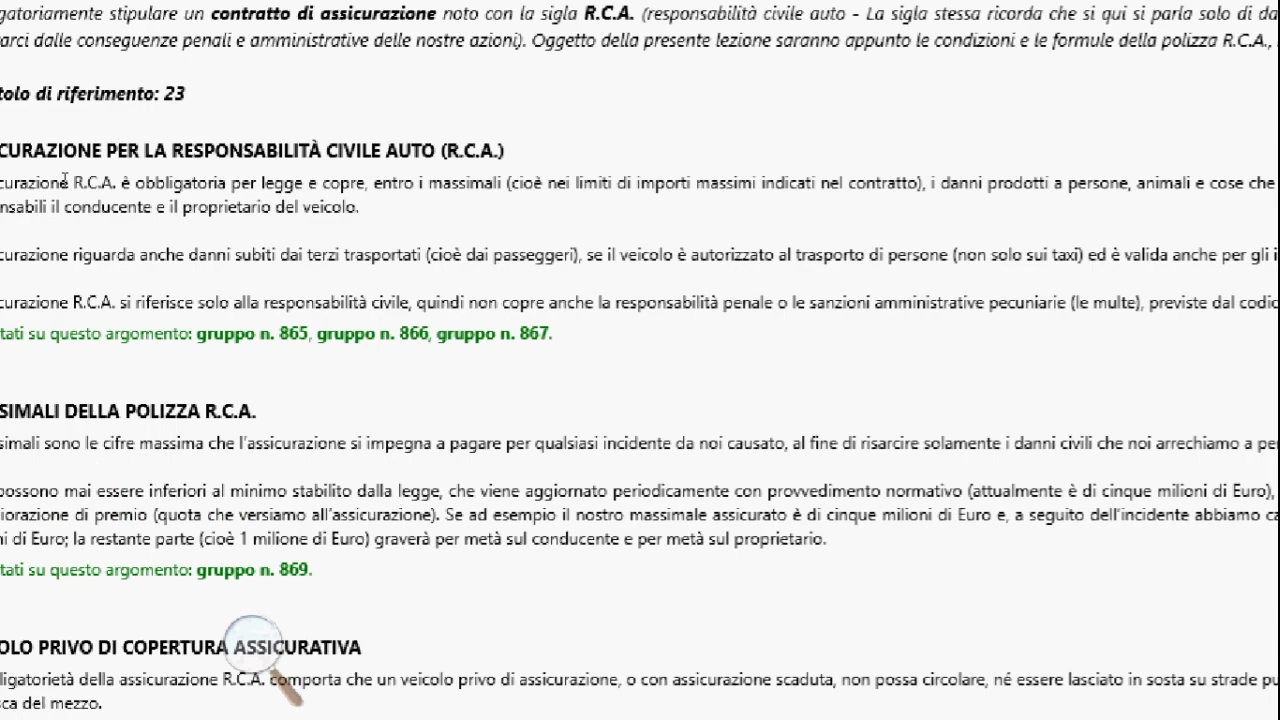 gatoriamente stipulare un contratto di assicurazione noto con la sigla R.C.A. (responsabilità civile auto - La sigla stessa ricorda che si qui si parla solo di da
arci dalle conseguenze penali e amministrative delle nostre azioni). Oggetto della presente lezione saranno appunto le condizioni e le formule della polizza R.C.A.,
tolo di riferimento: 23
CURAZIONE PER LA RESPONSABILITÀ CIVILE AUTO (R.C.A.)
curazione R.C.A. è obbligatoria per legge e copre, entro i massimali (cioè nei limiti di importi massimi indicati nel contratto), i danni prodotti a persone, animali e cose che
nsabili il conducente e il proprietario del veicolo.
curazione riguarda anche danni subiti dai terzi trasportati (cioè dai passeggeri), se il veicolo è autorizzato al trasporto di persone (non solo sui taxi) ed è valida anche per gli i
curazione R.C.A. si riferisce solo alla responsabilità civile, quindi non copre anche la responsabilità penale o le sanzioni amministrative pecuniarie (le multe), previste dal codic
tati su questo argomento: gruppo n. 865, gruppo n. 866, gruppo n. 867.
SIMALI DELLA POLIZZA R.C.A.
simali sono le cifre massima che l'assicurazione si impegna a pagare per qualsiasi incidente da noi causato, al fine di risarcire solamente i danni civili che noi arrechiamo a pe
possono mai essere inferiori al minimo stabilito dalla legge, che viene aggiornato periodicamente con provvedimento normativo (attualmente è di cinque milioni di Euro),
iorazione di premio (quota che versiamo all'assicurazione). Se ad esempio il nostro massimale assicurato è di cinque milioni di Euro e, a seguito dell'incidente abbiamo ca
ni di Euro; la restante parte (cioè 1 milione di Euro) graverà per metà sul conducente e per metà sul proprietario.
tati su questo argomento: gruppo n. 869.
OLO PRIVO DI COPERTURA ASSICURATIVA
ligatorietà della assicurazione R.C.A. comporta che un veicolo privo di assicurazione, o con assicurazione scaduta, non possa circolare, né essere lasciato in sosta su strade pu
sca del mezzo.